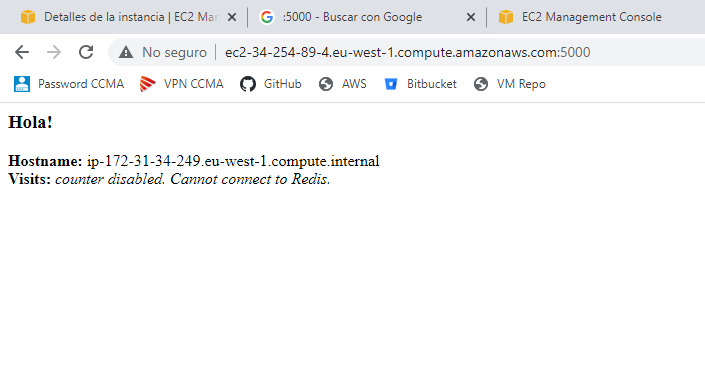 Detalles de la instancia | EC2 Man
:5000 - Buscar con Google
EC2 Management Console
No seguro
ec2-34-254-89-4.eu-west-1.compute.amazonaws.com:5000
Password CCMA
VPN CCMA
GitHub
AWS
Bitbucket
VM Repo
Hola!
Hostname: ip-172-31-34-249.eu-west-1.compute.internal
Visits: counter disabled. Cannot connect to Redis.